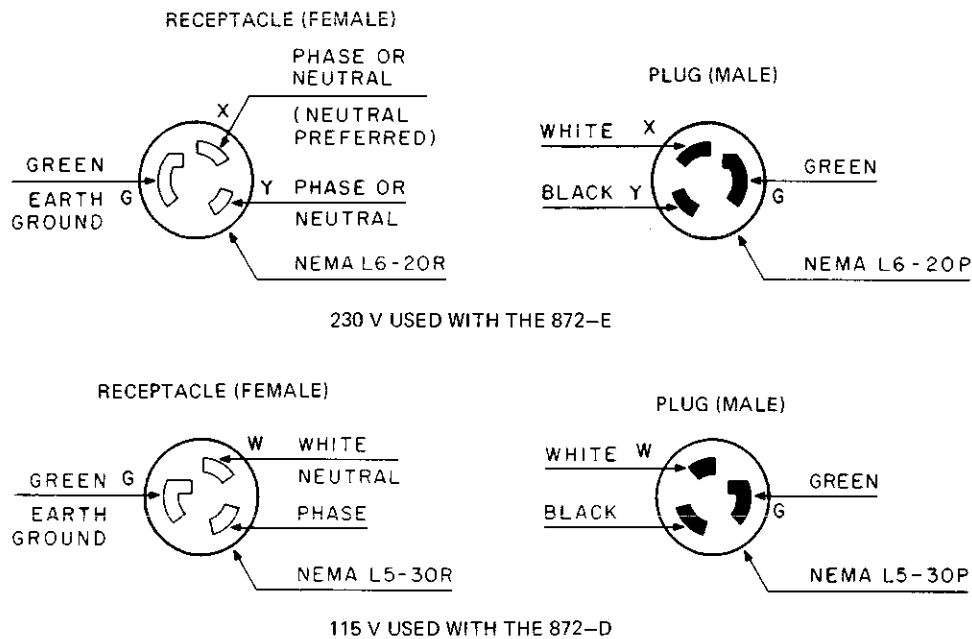 RECEPTACLE (FEMALE)
PHASE OR
NEUTRAL
X
(NEUTRAL
PREFERRED)
GREEN
EARTH
GROUND
G
Y
PHASE OR
NEUTRAL
NEMA L6-20R
PLUG (MALE)
WHITE X
BLACK Y
GREEN
G
NEMA L6-20P
230 V USED WITH THE 872-E
RECEPTACLE (FEMALE)
W WHITE
NEUTRAL
GREEN G
EARTH
GROUND
PHASE
NEMA L5-30R
PLUG (MALE)
WHITE W
BLACK
GREEN
G
NEMA L5-30P
115 V USED WITH THE 872-D